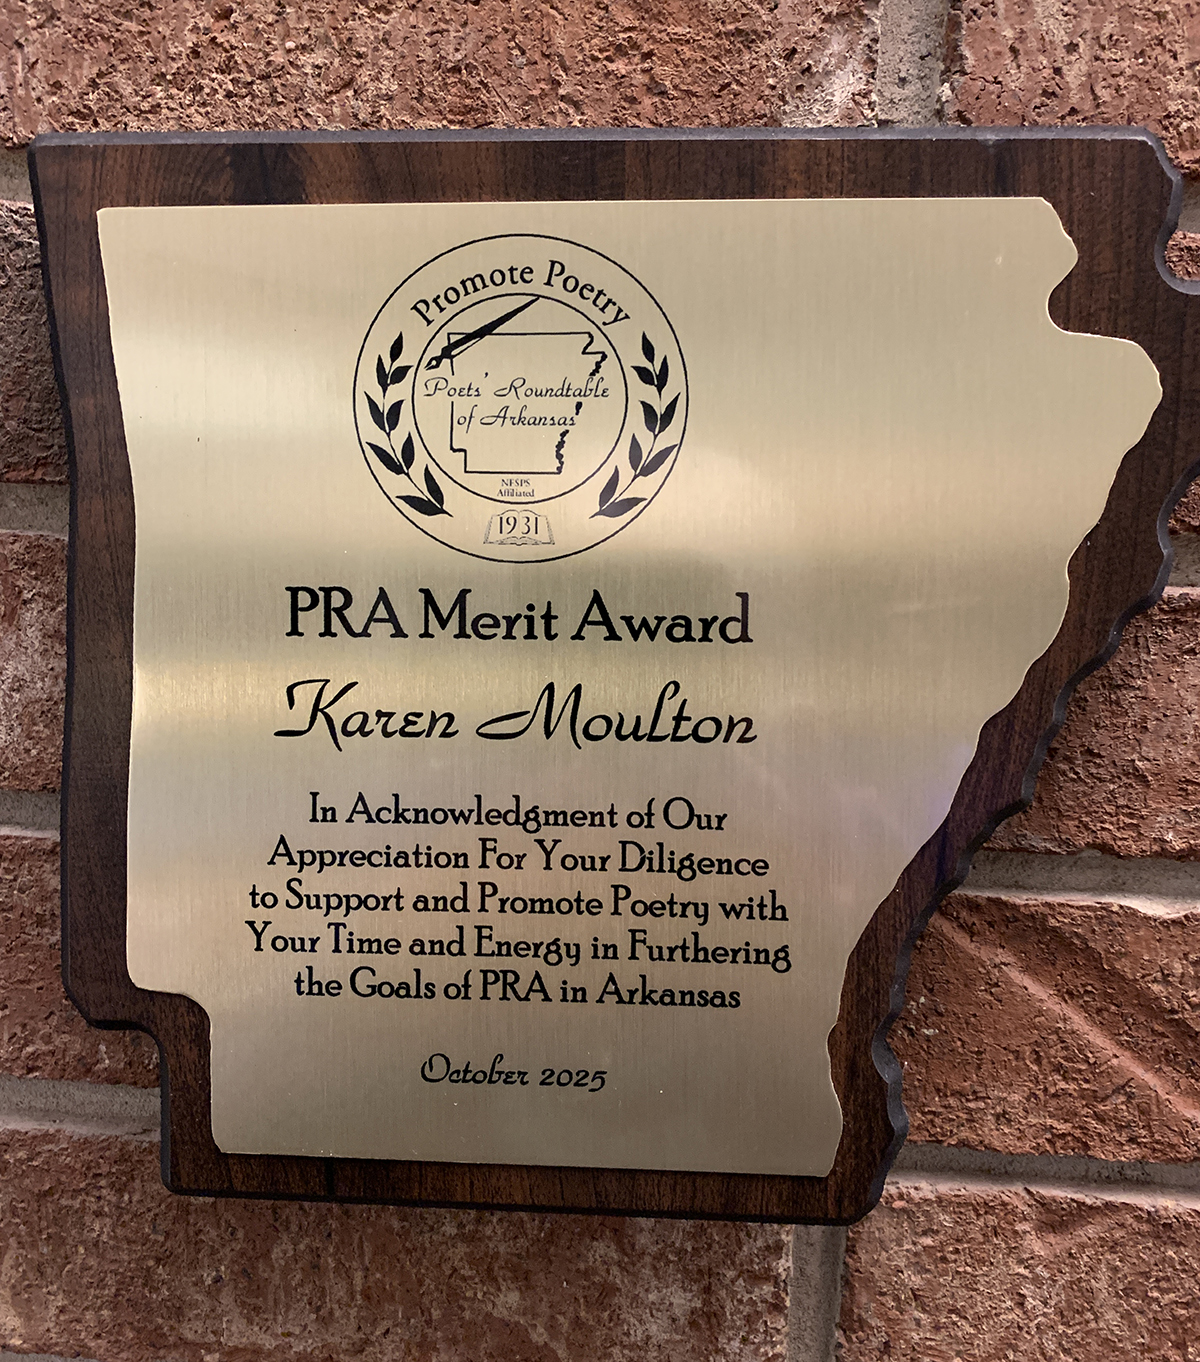 Promote Poetry
Poets' Roundtable
of Arkansas
NFSPS
Affiliated
1931
PRA Merit Award
Karen Moulton
In Acknowledgment of Our
Appreciation For Your Diligence
to Support and Promote Poetry with
Your Time and Energy in Furthering
the Goals of PRA in Arkansas
October 2025